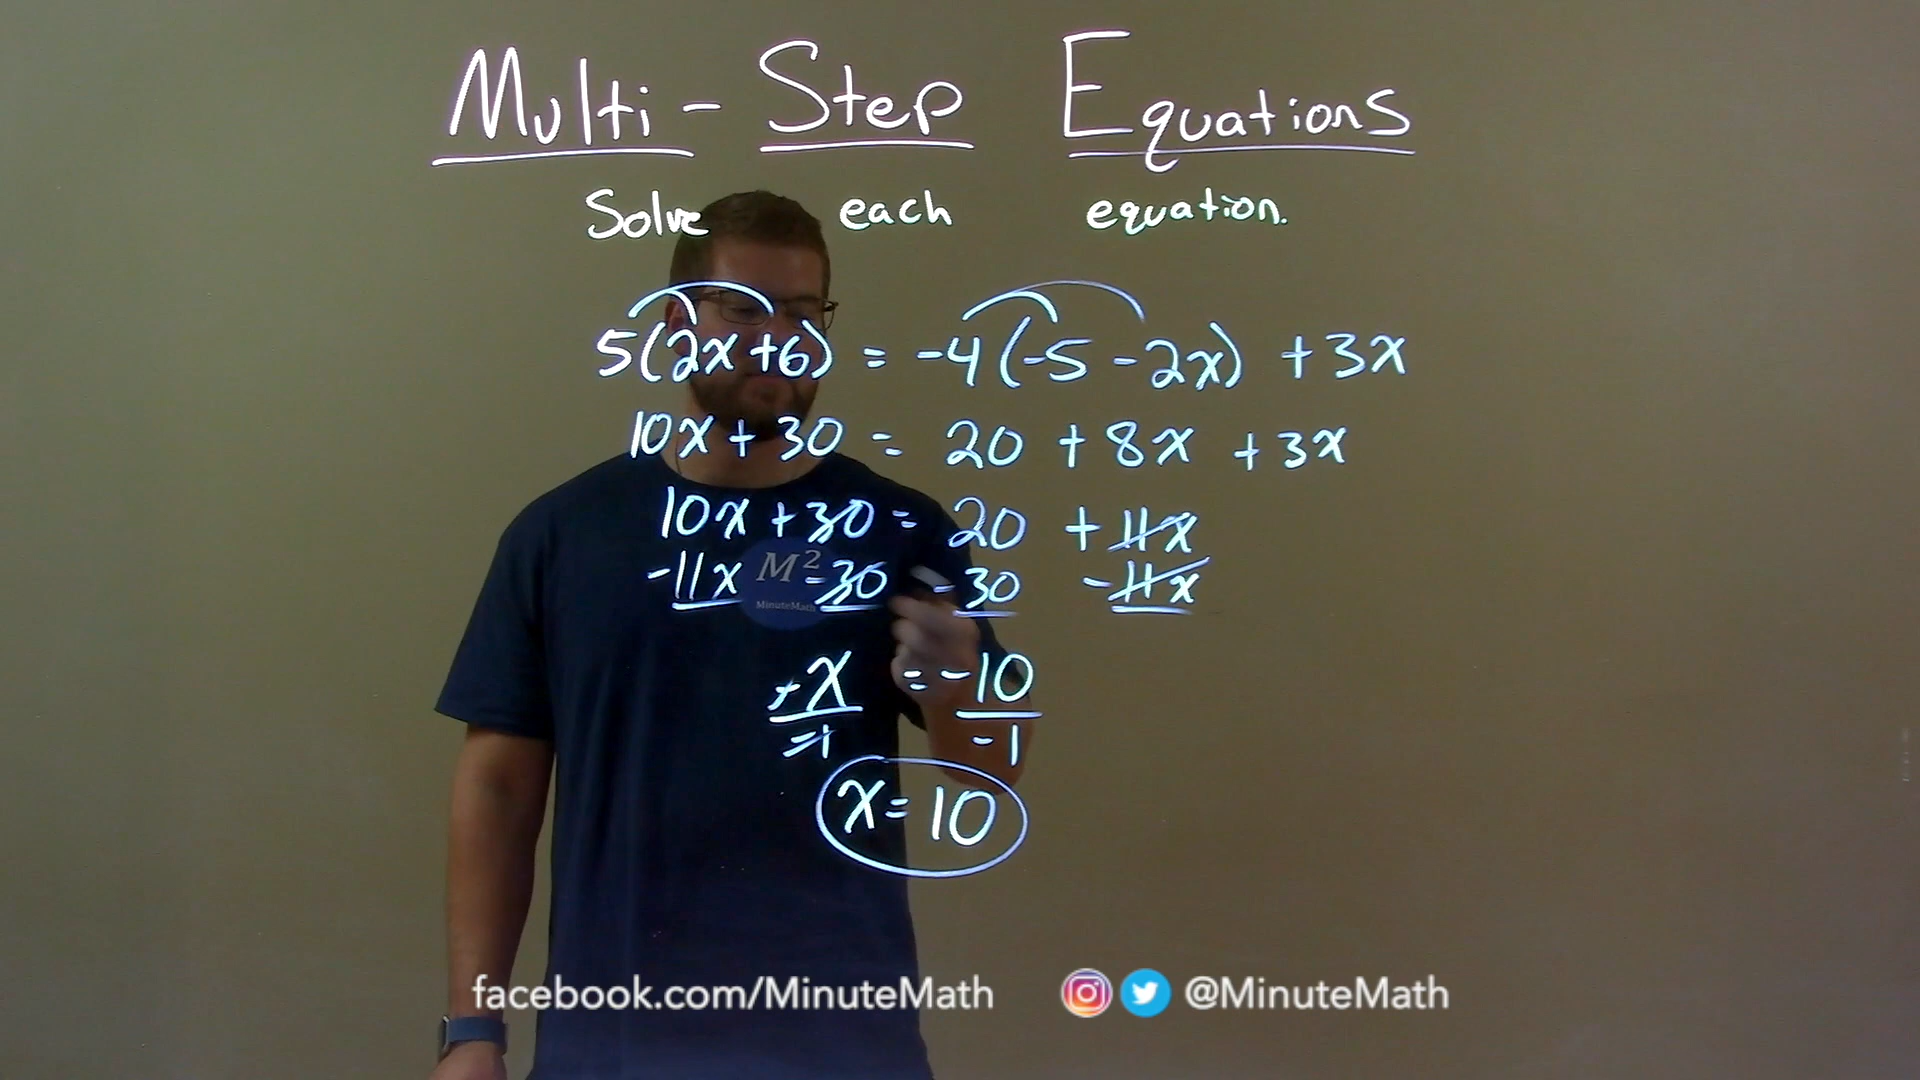 Multi-Step Equations
Solve each equation.
5(2x+6) = -4(-5-2x) +3x
10x+30 = 20 +8x +3x
10x+30 = 20 +11x
-11x -30 -30 -11x
M²
MinuteMath
-x = -10
-1 -1
x=10
facebook.com/MinuteMath @MinuteMath